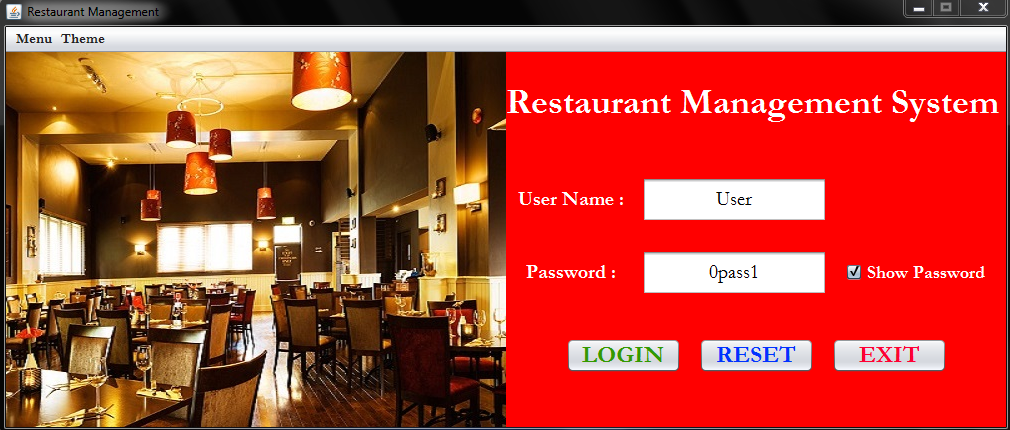 Restaurant Management
Menu Theme
Restaurant Management System
User Name : User
Password : 0pass1 Show Password
LOGIN RESET EXIT